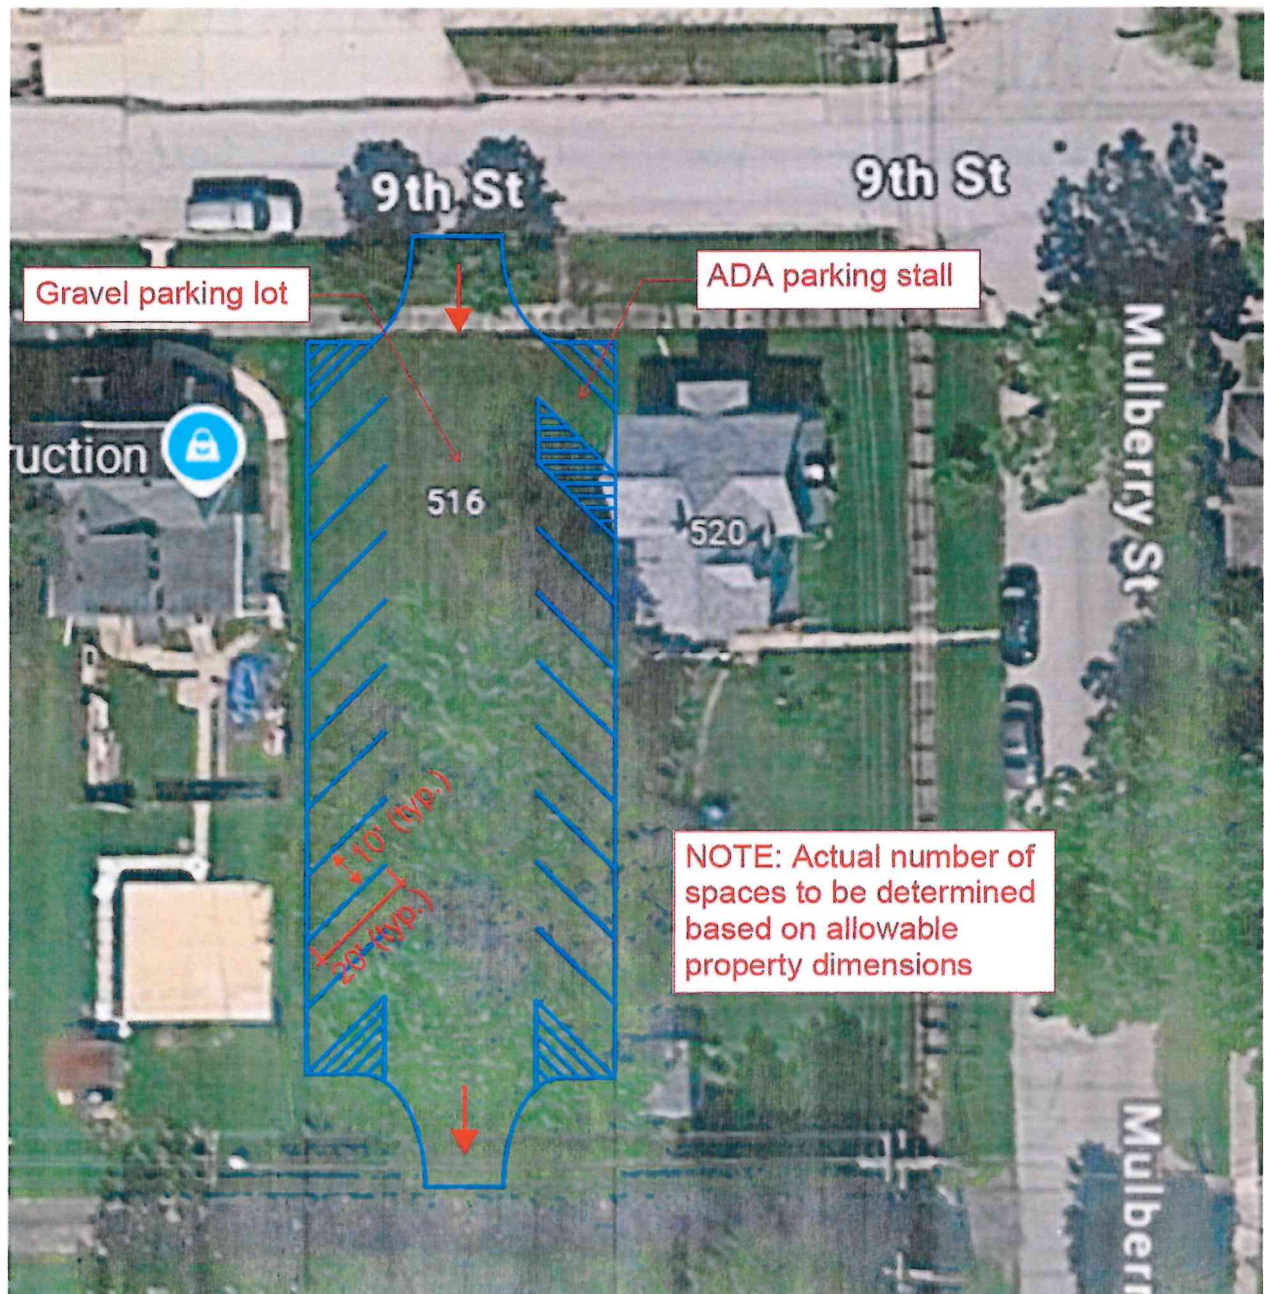 9th St
9th St
Gravel parking lot
ADA parking stall
Mulberry St
uction
516
520
10' (typ.)
20' (typ.)
NOTE: Actual number of
spaces to be determined
based on allowable
property dimensions
Mulberr